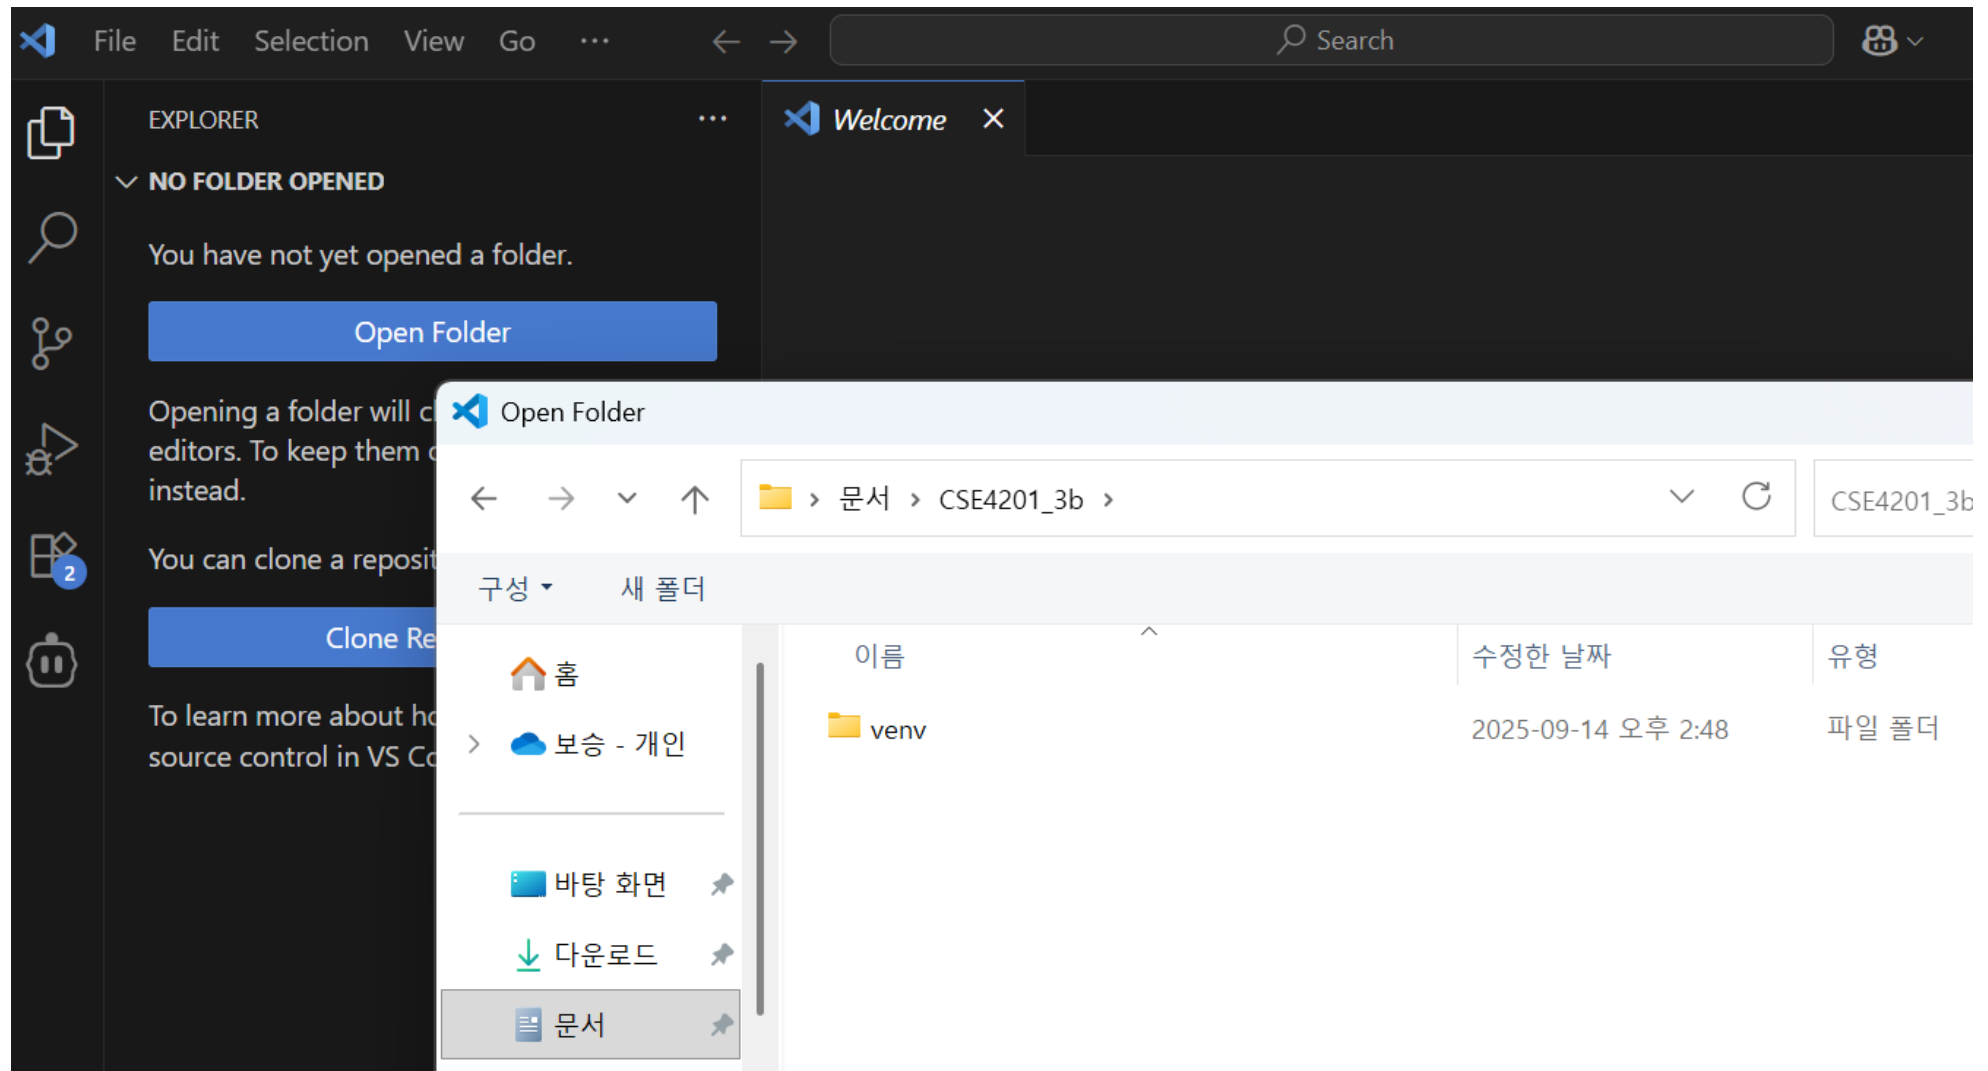 File Edit Selection View Go ···
Search
EXPLORER ···
Welcome
NO FOLDER OPENED
You have not yet opened a folder.
Open Folder
Opening a folder will cl
editors. To keep them
instead.
You can clone a reposit
Clone Re
To learn more about ho
source control in VS Co
2
Open Folder
문서 > CSE4201_3b >
CSE4201_3b
구성
새 폴더
홈
보승 - 개인
바탕 화면
다운로드
문서
이름
수정한 날짜
유형
venv
2025-09-14 오후 2:48
파일 폴더